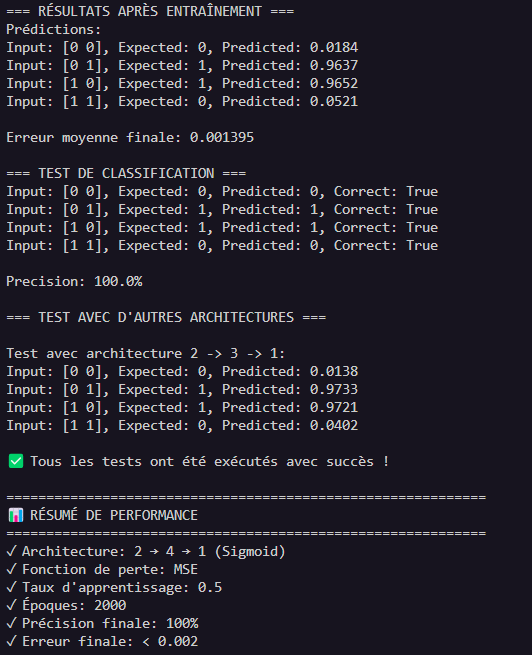 === RÉSULTATS APRÈS ENTRAÎNEMENT ===
Prédictions:
Input: [0 0], Expected: 0, Predicted: 0.0184
Input: [0 1], Expected: 1, Predicted: 0.9637
Input: [1 0], Expected: 1, Predicted: 0.9652
Input: [1 1], Expected: 0, Predicted: 0.0521
Erreur moyenne finale: 0.001395
=== TEST DE CLASSIFICATION ===
Input: [0 0], Expected: 0, Predicted: 0, Correct: True
Input: [0 1], Expected: 1, Predicted: 1, Correct: True
Input: [1 0], Expected: 1, Predicted: 1, Correct: True
Input: [1 1], Expected: 0, Predicted: 0, Correct: True
Precision: 100.0%
=== TEST AVEC D'AUTRES ARCHITECTURES ===
Test avec architecture 2 -> 3 -> 1:
Input: [0 0], Expected: 0, Predicted: 0.0138
Input: [0 1], Expected: 1, Predicted: 0.9733
Input: [1 0], Expected: 1, Predicted: 0.9721
Input: [1 1], Expected: 0, Predicted: 0.0402
✅ Tous les tests ont été exécutés avec succès !
============================================================
📊 RÉSUMÉ DE PERFORMANCE
============================================================
✓ Architecture: 2 → 4 → 1 (Sigmoid)
✓ Fonction de perte: MSE
✓ Taux d'apprentissage: 0.5
✓ Époques: 2000
✓ Précision finale: 100%
✓ Erreur finale: < 0.002